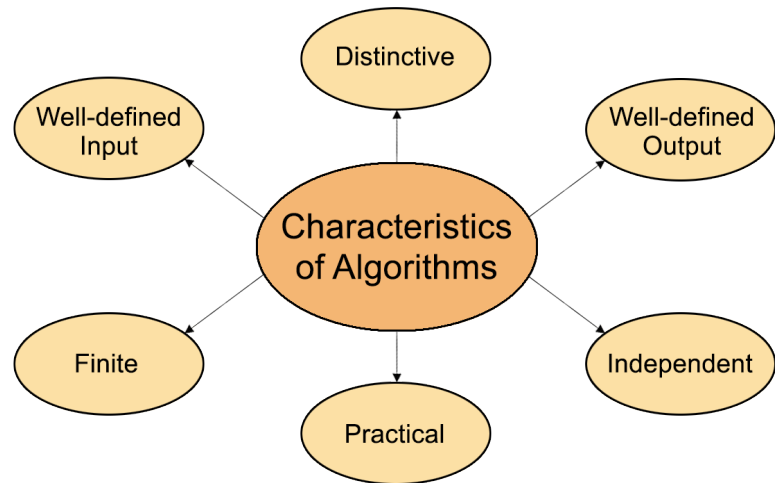 Distinctive
Well-defined
Input
Well-defined
Output
Characteristics
of Algorithms
Finite
Independent
Practical